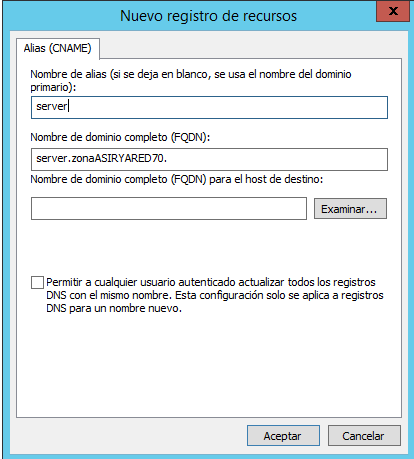 Nuevo registro de recursos
x
Alias (CNAME)
Nombre de alias (si se deja en blanco, se usa el nombre del dominio
primario):
server
Nombre de dominio completo (FQDN):
server.zonaASIRYARED70.
Nombre de dominio completo (FQDN) para el host de destino:
Examinar...
Permitir a cualquier usuario autenticado actualizar todos los registros
DNS con el mismo nombre. Esta configuración solo se aplica a registros
DNS para un nombre nuevo.
Aceptar
Cancelar